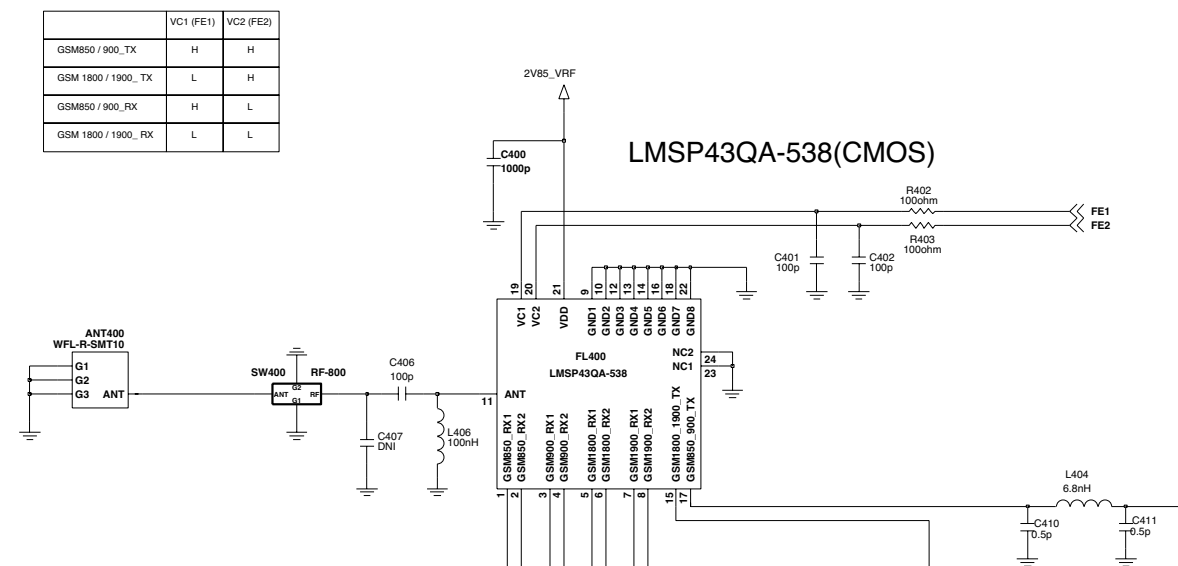 VC1 (FE1) VC2 (FE2)
GSM850 / 900_TX H H
GSM 1800 / 1900_ TX L H
GSM850 / 900_RX H L
GSM 1800 / 1900_ RX L L
2V85_VRF
C400
1000p
LMSP43QA-538(CMOS)
R402
100ohm
FE1
FE2
R403
100ohm
C401
100p
C402
100p
19 20 21 9 10 12 13 14 16 18 22
VC1 VC2 VDD GND1 GND2 GND3 GND4 GND5 GND6 GND7 GND8
ANT400
WFL-R-SMT10
G1
G2
G3 ANT
SW400 RF-800
G2
ANT RF
G1
C406
100p
C407
DNI
L406
100nH
11 ANT
FL400
LMSP43QA-538
NC2 24
NC1 23
GSM850_RX1 GSM850_RX2 GSM900_RX1 GSM900_RX2 GSM1800_RX1 GSM1800_RX2 GSM1900_RX1 GSM1900_RX2 GSM1800_1900_TX GSM850_900_TX
1 2 3 4 5 6 7 8 15 17
L404
6.8nH
C410
0.5p
C411
0.5p